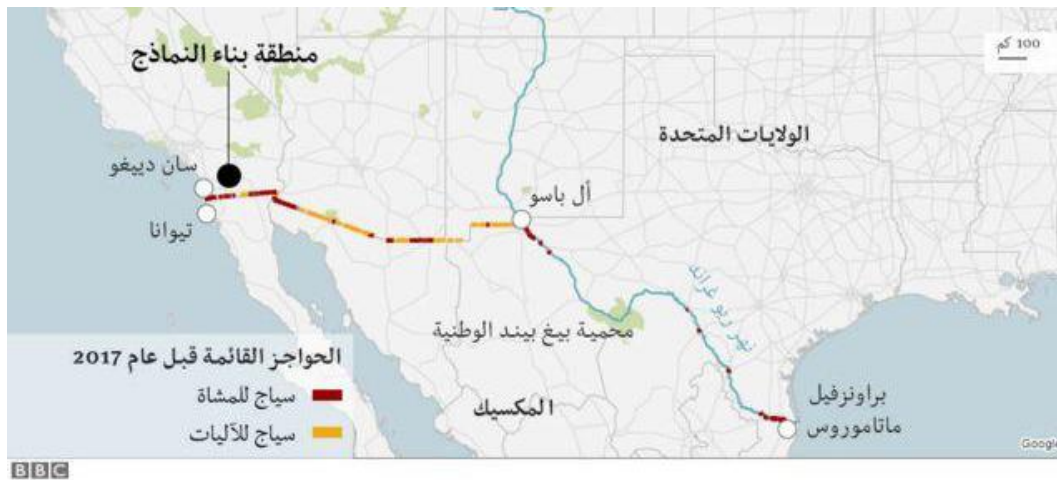 منطقة بناء النماذج
100 كم
الولايات المتحدة
سان دييغو
أل باسو
تيوانا
نهر ريو غراند
محمية بيغ بيند الوطنية
الحواجز القائمة قبل عام 2017
سياج للمشاة
سياج للآليات
المكسيك
براونزفيل
ماتاموروس
Google
BBC